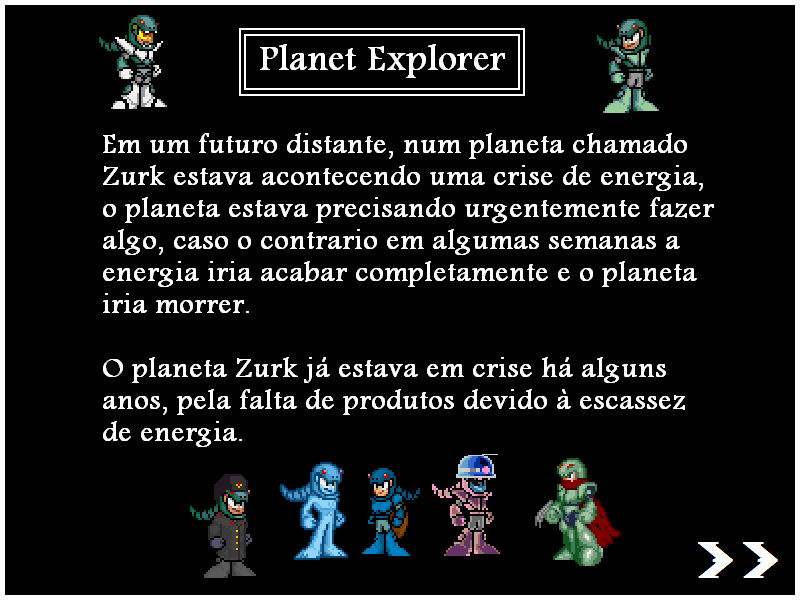 Planet Explorer
Em um futuro distante, num planeta chamado
Zurk estava acontecendo uma crise de energia,
o planeta estava precisando urgentemente fazer
algo, caso o contrario em algumas semanas a
energia iria acabar completamente e o planeta
iria morrer.
O planeta Zurk já estava em crise há alguns
anos, pela falta de produtos devido à escassez
de energia.